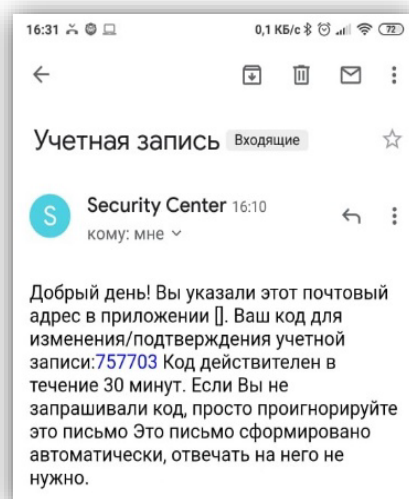 16:31 0,1 КБ/с 72
Учетная запись Входящие
S Security Center 16:10
кому: мне
Добрый день! Вы указали этот почтовый
адрес в приложении []. Ваш код для
изменения/подтверждения учетной
записи:757703 Код действителен в
течение 30 минут. Если Вы не
запрашивали код, просто проигнорируйте
это письмо Это письмо сформировано
автоматически, отвечать на него не
нужно.